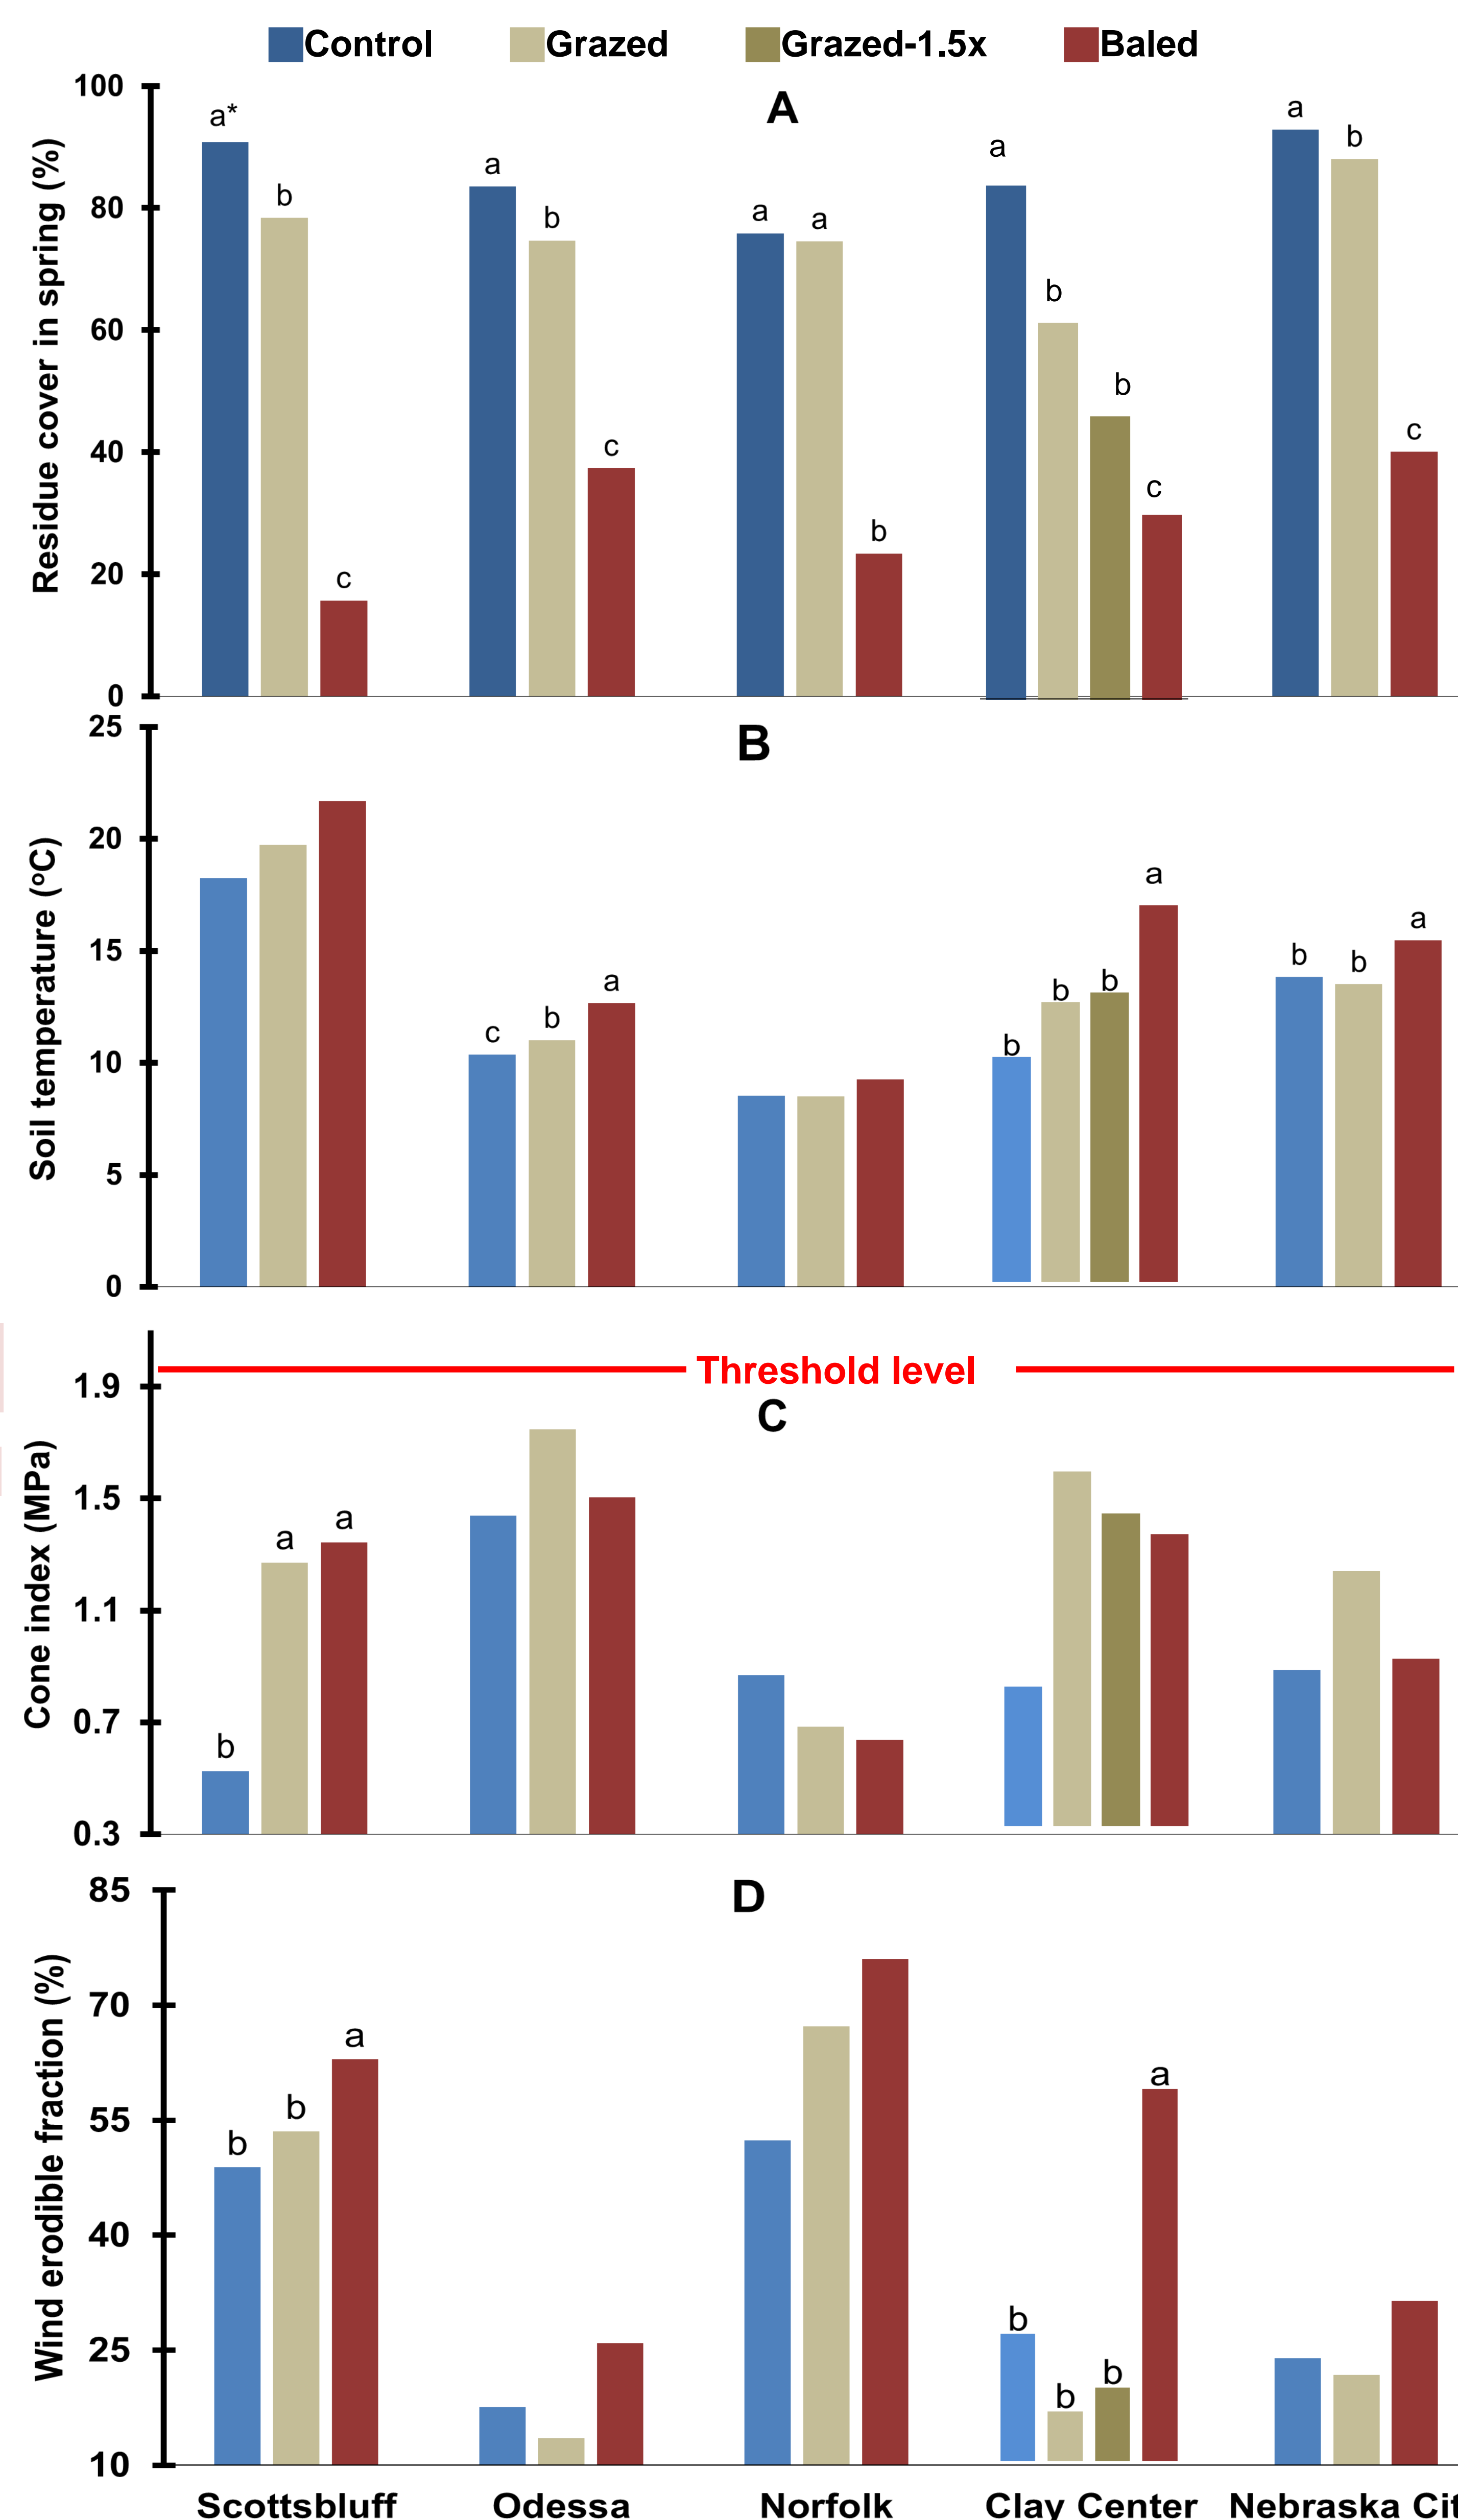 Control Grazed Grazed-1.5x Baled
A
Residue cover in spring (%)
100
80
60
40
20
0
a* b c
a b c
a a b
a b b c
a b c
B
Soil temperature (ºC)
25
20
15
10
5
0
c b a
b b b a
b b a
Threshold level
C
Cone index (MPa)
1.9
1.5
1.1
0.7
0.3
b a a
D
Wind erodible fraction (%)
85
70
55
40
25
10
b b a
b b b a
Scottsbluff Odessa Norfolk Clay Center Nebraska Cit